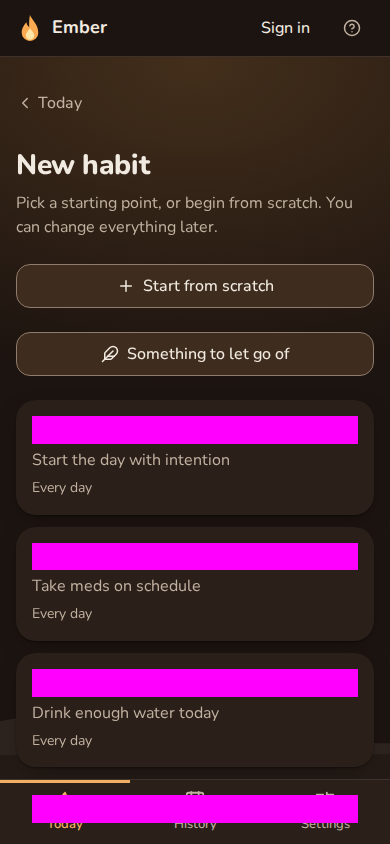 Ember
Sign in
Today
New habit
Pick a starting point, or begin from scratch. You
can change everything later.
Start from scratch
Something to let go of
Start the day with intention
Every day
Take meds on schedule
Every day
Drink enough water today
Every day
Today
History
Settings